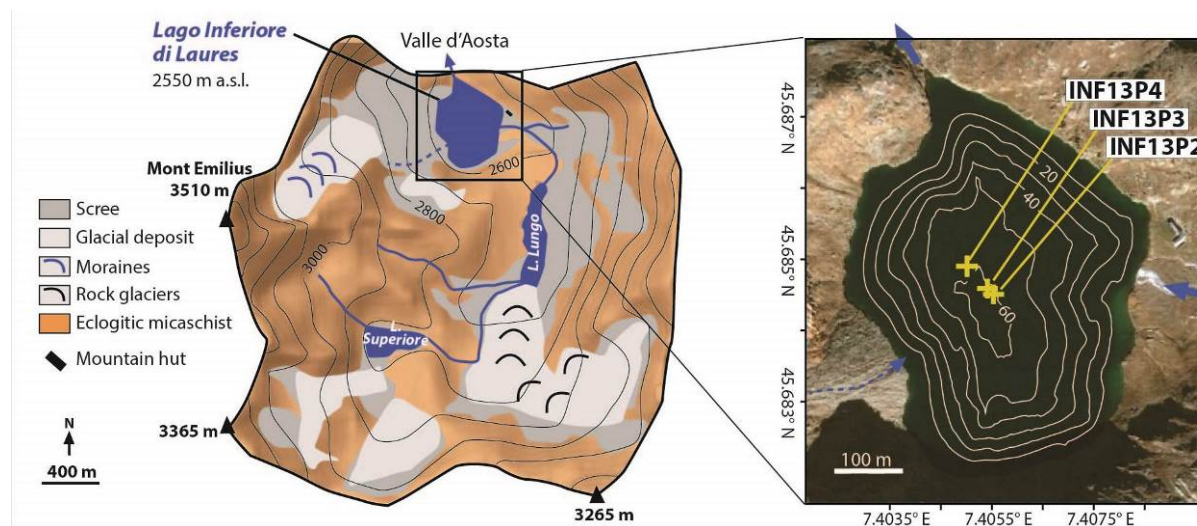 Lago Inferiore
di Laures
2550 m a.s.l.
Valle d'Aosta
Mont Emilius
3510 m
2600
2800
3000
L. Lungo
L.
Superiore
Scree
Glacial deposit
Moraines
Rock glaciers
Eclogitic micaschist
Mountain hut
N
400 m
3365 m
3265 m
INF13P4
INF13P3
INF13P2
20
40
60
100 m
45.687° N
45.685° N
45.683° N
7.4035° E
7.4055° E
7.4075° E